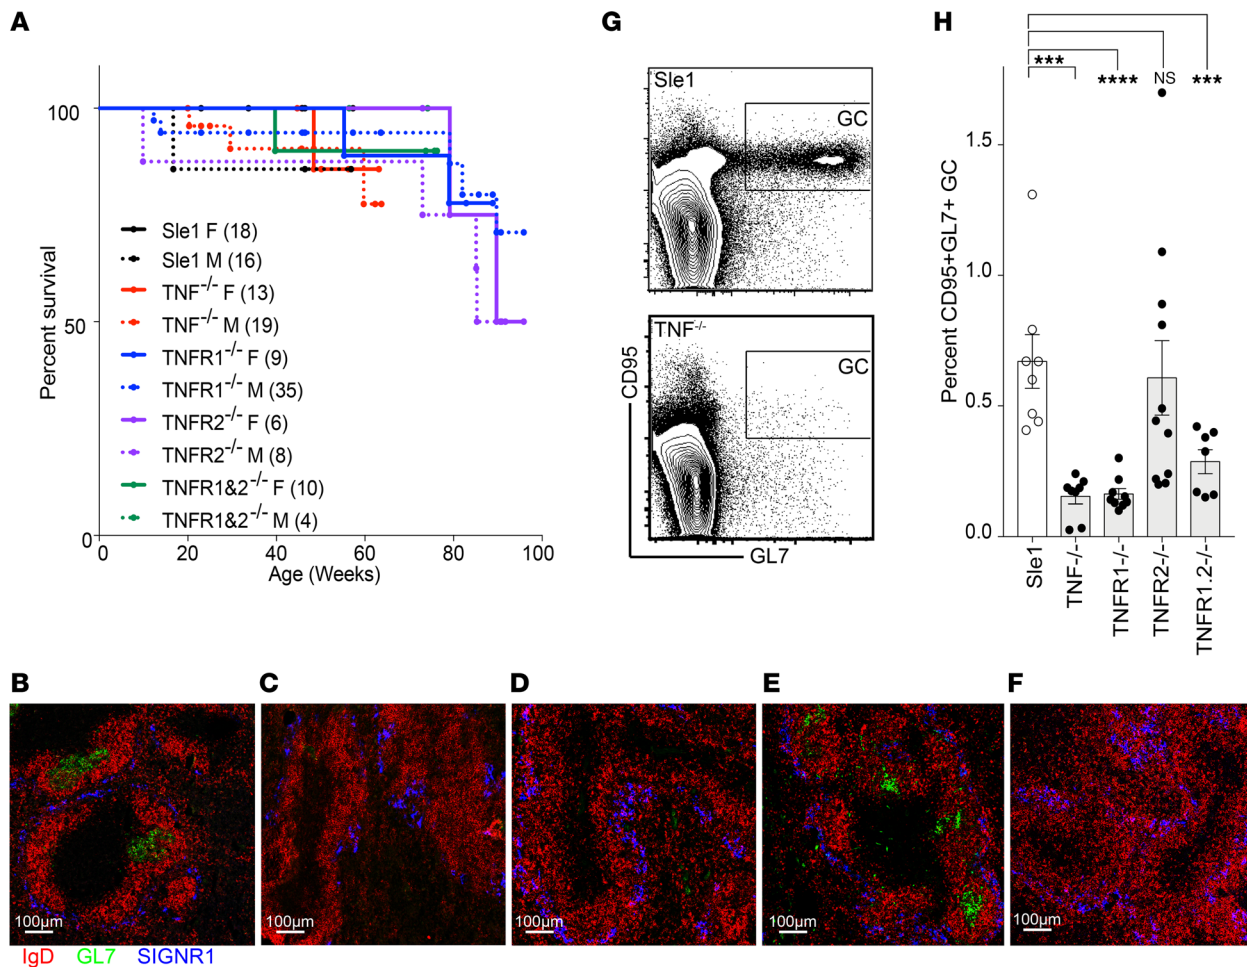 A
Percent survival
100
50
0
0 20 40 60 80 100
Age (Weeks)
Sle1 F (18)
Sle1 M (16)
TNF-/- F (13)
TNF-/- M (19)
TNFR1-/- F (9)
TNFR1-/- M (35)
TNFR2-/- F (6)
TNFR2-/- M (8)
TNFR1&2-/- F (10)
TNFR1&2-/- M (4)
G
Sle1
GC
TNF-/-
GC
CD95
GL7
H
*** **** NS ***
Percent CD95+GL7+ GC
1.5
1.0
0.5
0.0
Sle1
TNF-/-
TNFR1-/-
TNFR2-/-
TNFR1.2-/-
B
100µm
C
100µm
D
100µm
E
100µm
F
100µm
IgD GL7 SIGNR1